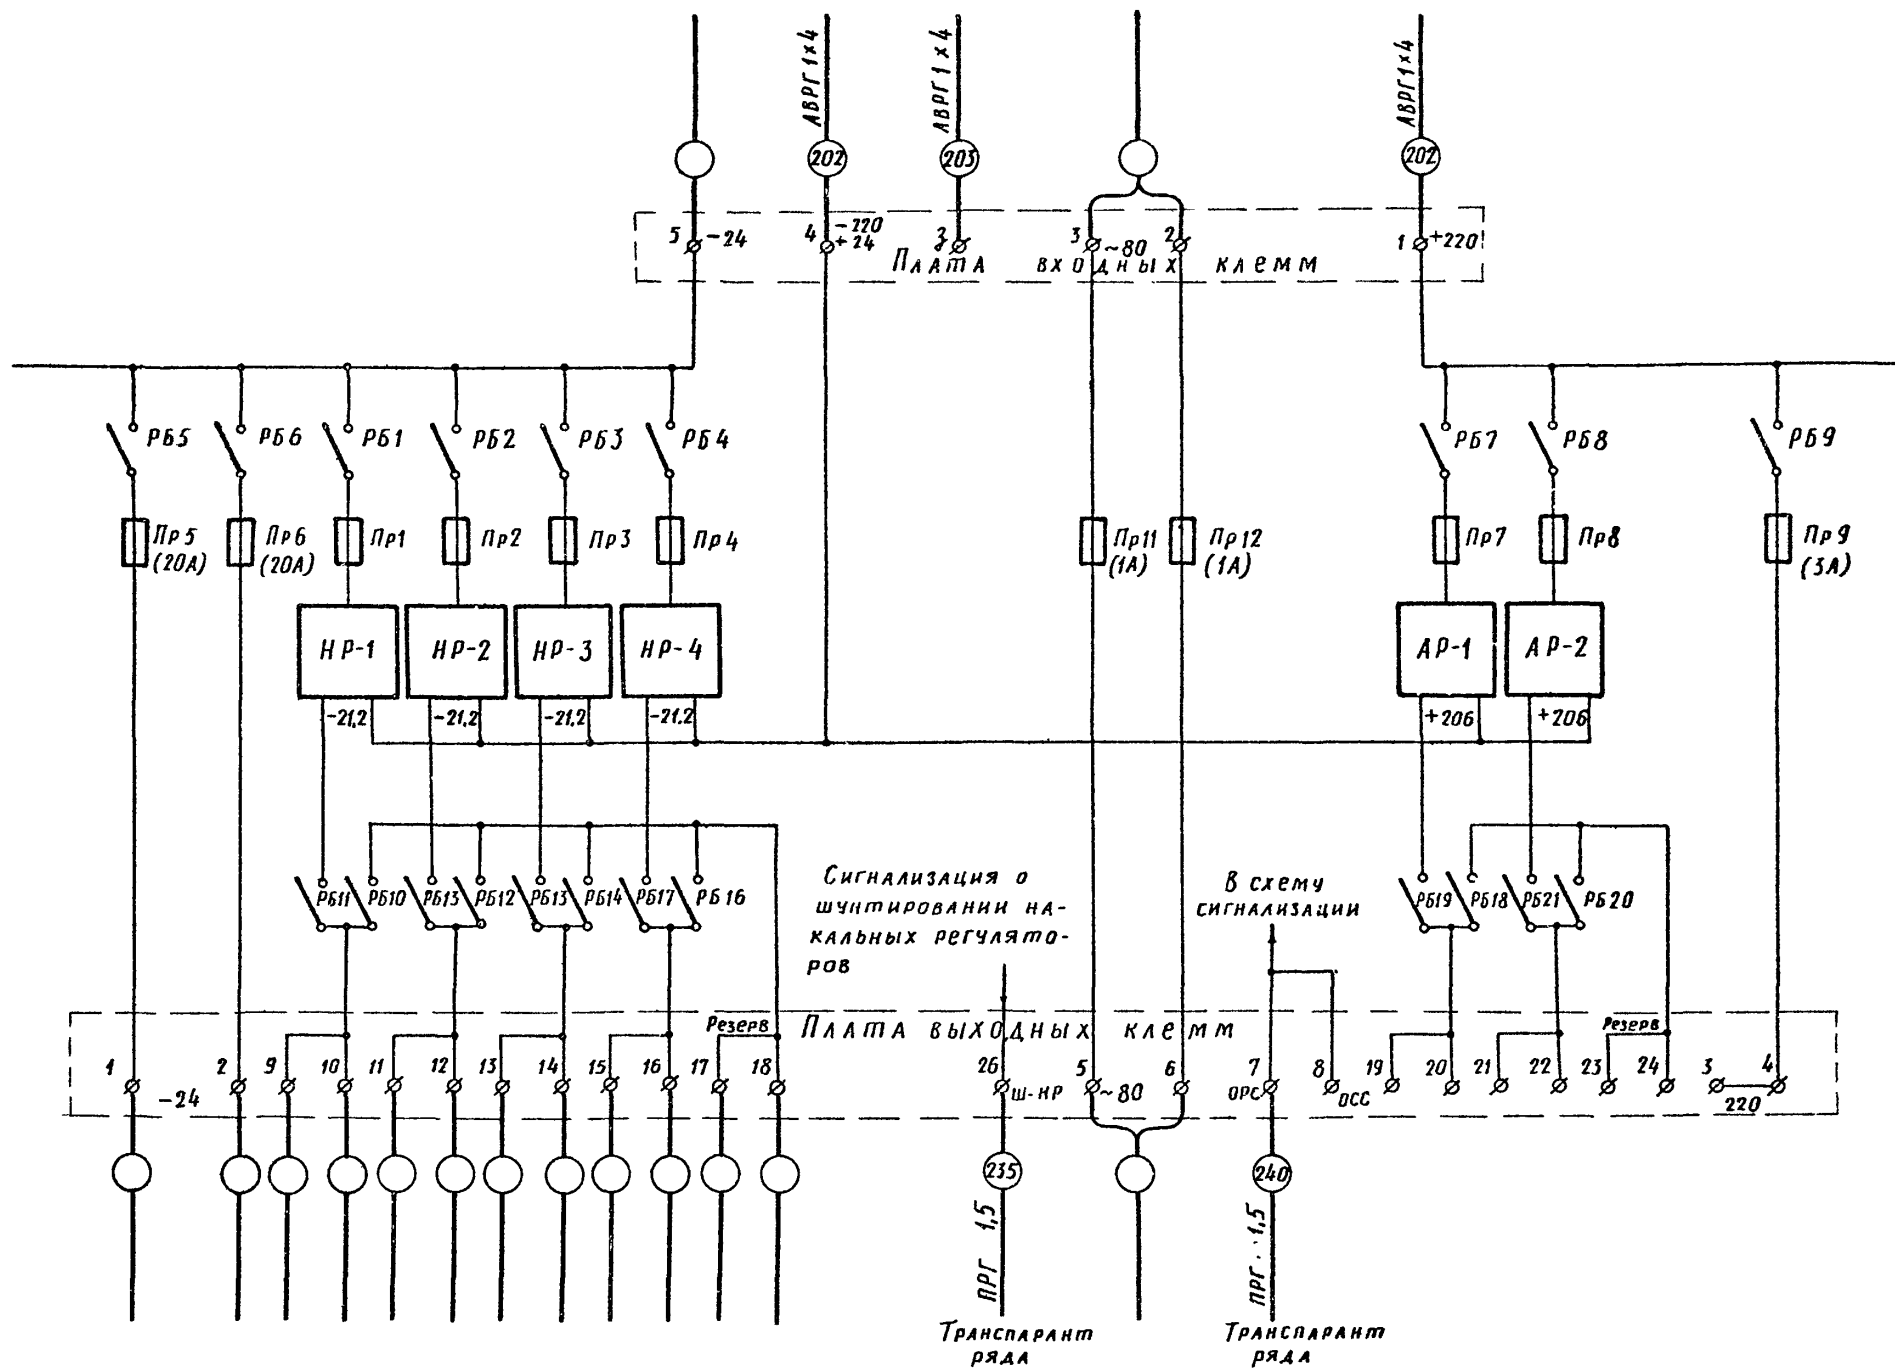 АВРГ 1×4
АВРГ 1×4
АВРГ 1×4
202
203
202
5
-24
4
-220
+24
3
3
~80
2
1
+220
Плата входных клемм
РБ5
РБ6
РБ1
РБ2
РБ3
РБ4
РБ7
РБ8
РБ9
Пр5
(20А)
Пр6
(20А)
Пр1
Пр2
Пр3
Пр4
Пр11
(1А)
Пр12
(1А)
Пр7
Пр8
Пр9
(3А)
НР-1
НР-2
НР-3
НР-4
АР-1
АР-2
-21,2
-21,2
-21,2
-21,2
+206
+206
РБ11
РБ10
РБ13
РБ12
РБ13
РБ14
РБ17
РБ16
РБ19
РБ18
РБ21
РБ20
Сигнализация о
шунтировании на-
кальных регулято-
ров
В схему
сигнализации
Резерв
Плата выходных клемм
Резерв
1
-24
2
9
10
11
12
13
14
15
16
17
18
26
Ш-НР
5
~80
6
7
ОРС
8
ОСС
19
20
21
22
23
24
3
4
220
235
240
ПРГ 1,5
ПРГ 1,5
Транспарант
ряда
Транспарант
ряда